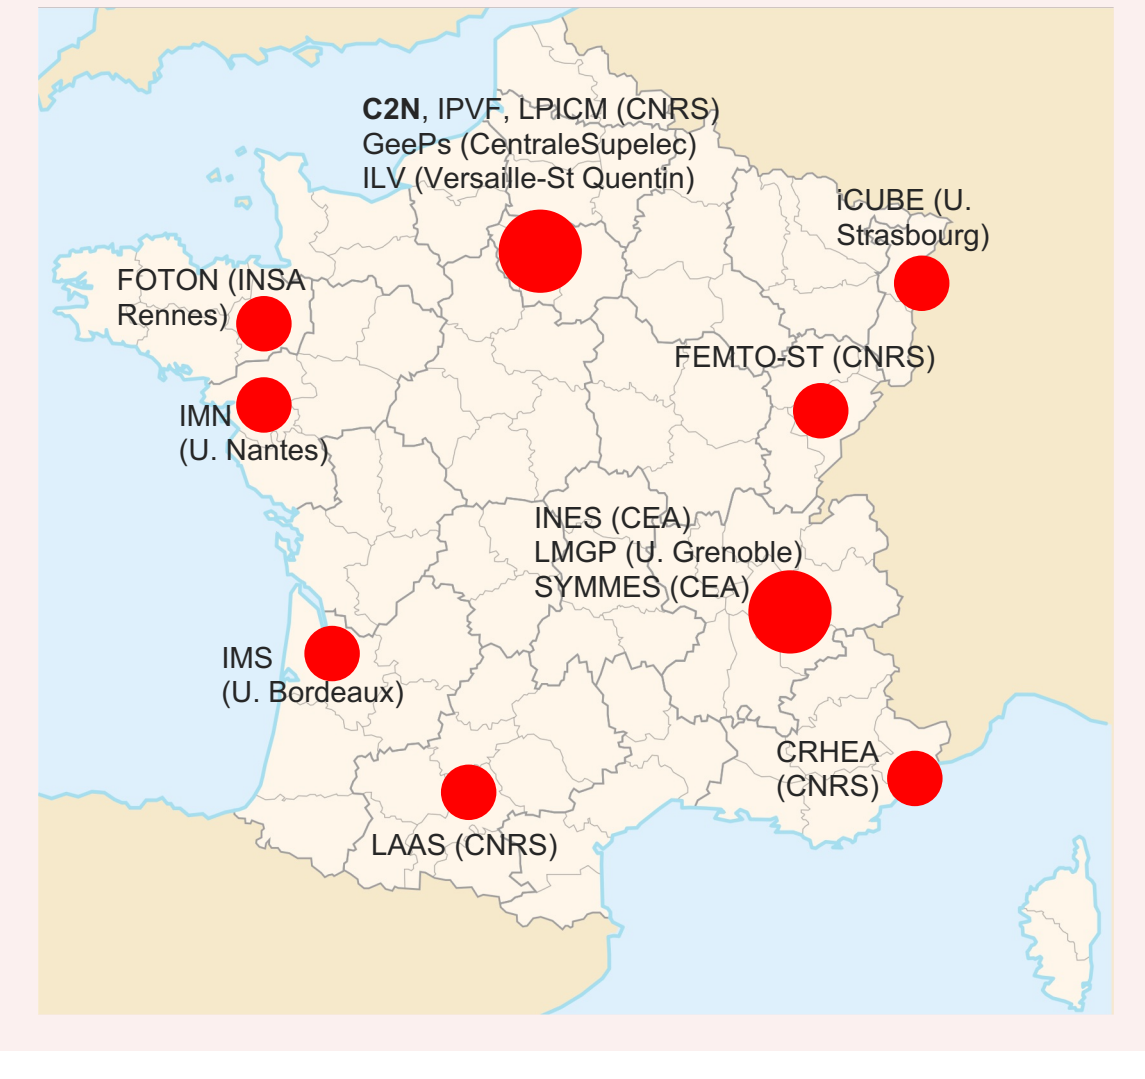 C2N, IPVF, LPICM (CNRS)
GeePs (CentraleSupelec)
ILV (Versaille-St Quentin)
iCUBE (U.
Strasbourg)
FOTON (INSA
Rennes)
FEMTO-ST (CNRS)
IMN
(U. Nantes)
INES (CEA)
LMGP (U. Grenoble)
SYMMES (CEA)
IMS
(U. Bordeaux)
CRHEA
(CNRS)
LAAS (CNRS)